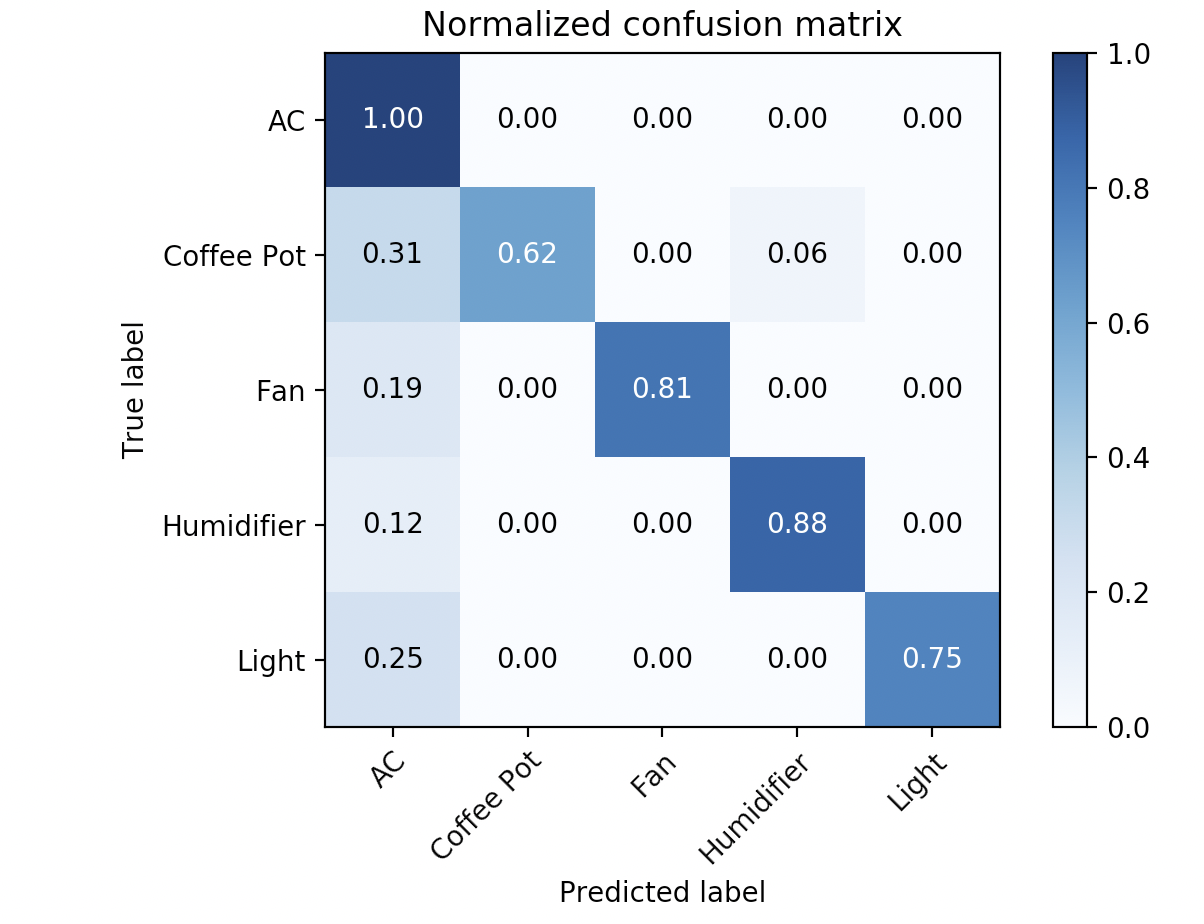 Normalized confusion matrix
1.0
AC 1.00 0.00 0.00 0.00 0.00
0.8
Coffee Pot 0.31 0.62 0.00 0.06 0.00
0.6
True label
Fan 0.19 0.00 0.81 0.00 0.00
0.4
Humidifier 0.12 0.00 0.00 0.88 0.00
0.2
Light 0.25 0.00 0.00 0.00 0.75
0.0
AC Coffee Pot Fan Humidifier Light
Predicted label